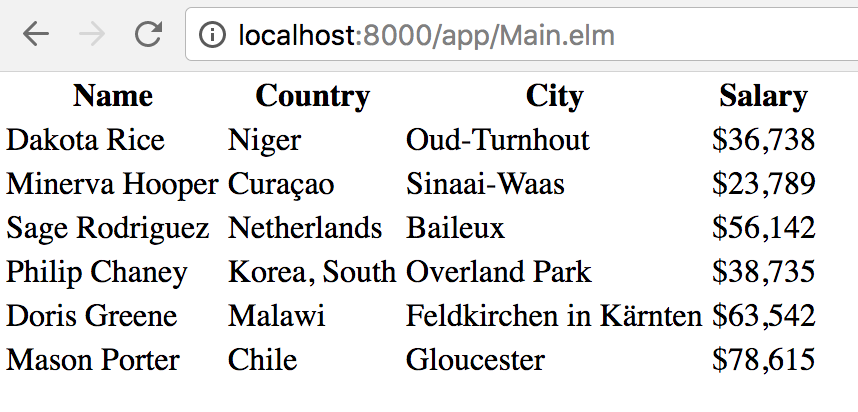 localhost:8000/app/Main.elm
Name Country City Salary
Dakota Rice Niger Oud-Turnhout $36,738
Minerva Hooper Curaçao Sinaai-Waas $23,789
Sage Rodriguez Netherlands Baileux $56,142
Philip Chaney Korea, South Overland Park $38,735
Doris Greene Malawi Feldkirchen in Kärnten $63,542
Mason Porter Chile Gloucester $78,615